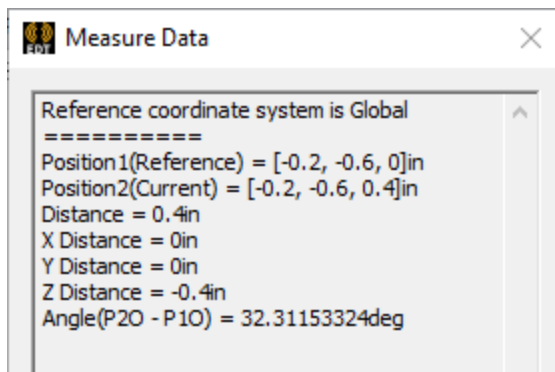 EDT
Measure Data
Reference coordinate system is Global
==========
Position1(Reference) = [-0.2, -0.6, 0]in
Position2(Current) = [-0.2, -0.6, 0.4]in
Distance = 0.4in
X Distance = 0in
Y Distance = 0in
Z Distance = -0.4in
Angle(P2O - P1O) = 32.31153324deg